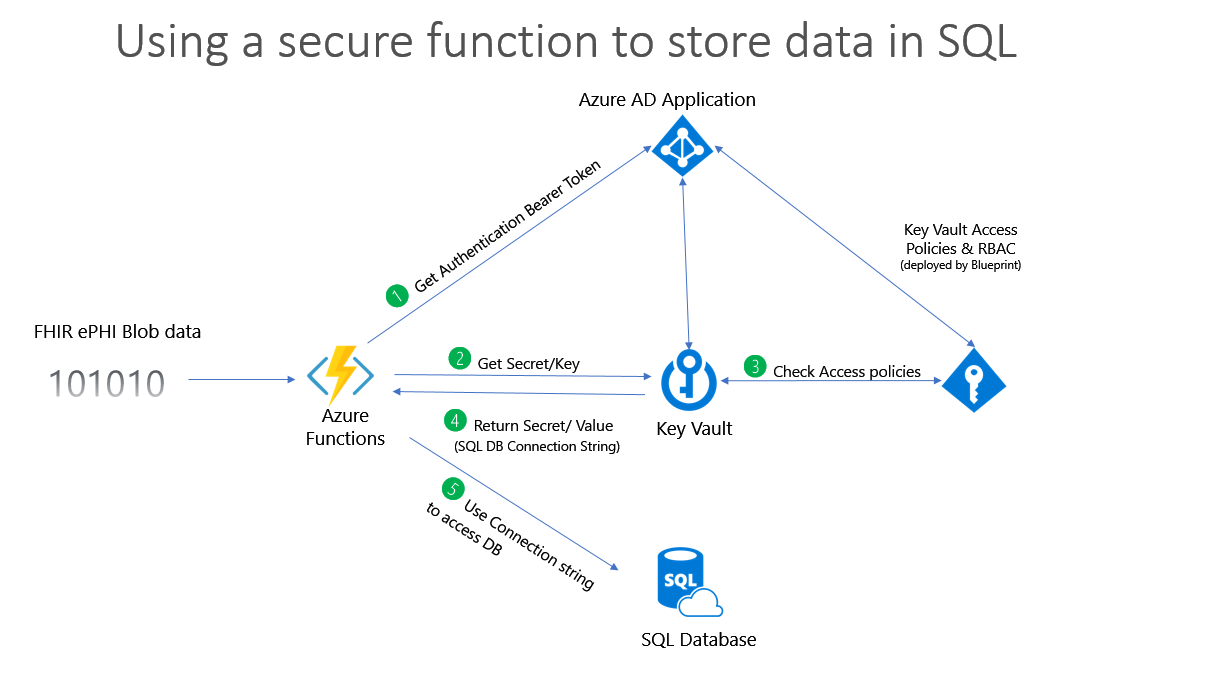 Using a secure function to store data in SQL
Azure AD Application
Get Authentication Bearer Token
1
Key Vault Access
Policies & RBAC
(deployed by Blueprint)
FHIR ePHI Blob data
101010
2
Get Secret/Key
3
Check Access policies
Azure
Functions
4
Return Secret/ Value
(SQL DB Connection String)
Key Vault
5
Use Connection string
to access DB
SQL
SQL Database